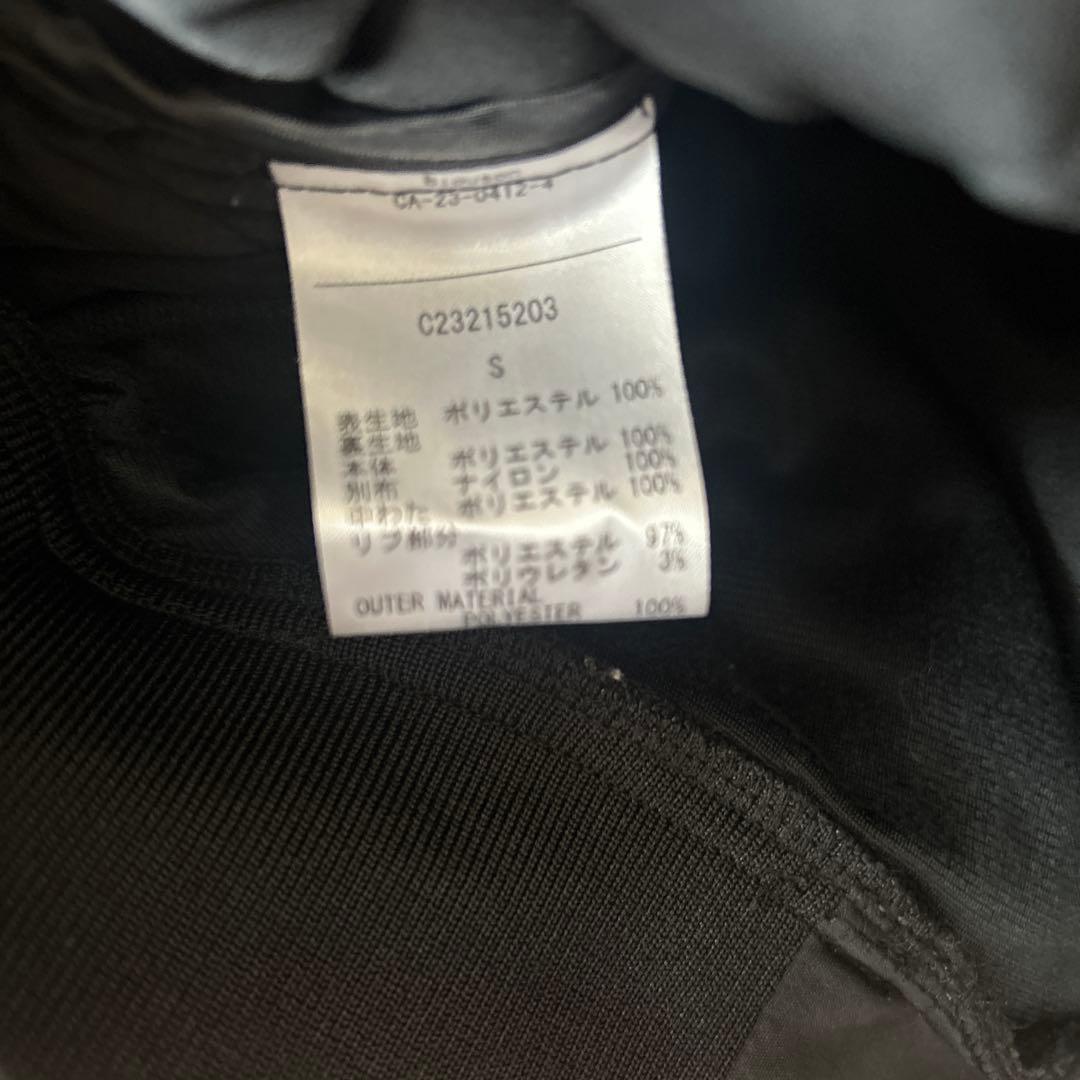 CA-23-0412-4
C23215203
S
表生地 ポリエステル 100%
裏生地
本体 ポリエステル 100%
別布 ナイロン 100%
中わた ポリエステル 100%
リブ部分
ポリエステル 97%
ポリウレタン 3%
OUTER MATERIAL
POLYESTER 100%